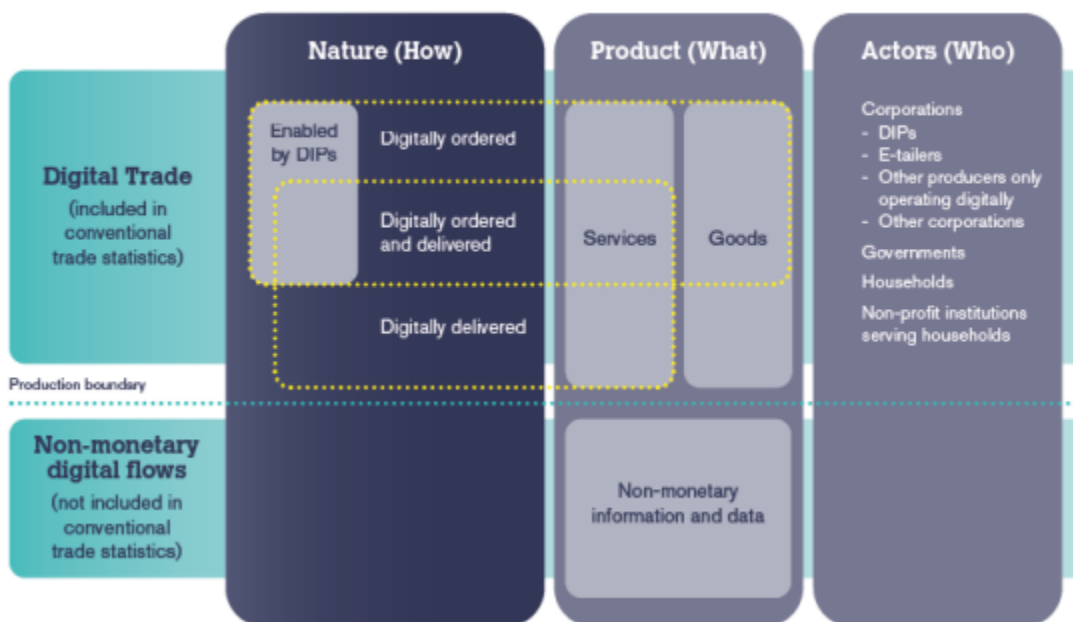 Nature (How)
Product (What)
Actors (Who)
Digital Trade
(included in
conventional
trade statistics)
Enabled
by DIPs
Digitally ordered
Digitally ordered
and delivered
Digitally delivered
Services
Goods
Corporations
- DIPs
- E-tailers
- Other producers only
operating digitally
- Other corporations
Governments
Households
Non-profit institutions
serving households
Production boundary
Non-monetary
digital flows
(not included in
conventional
trade statistics)
Non-monetary
information and data